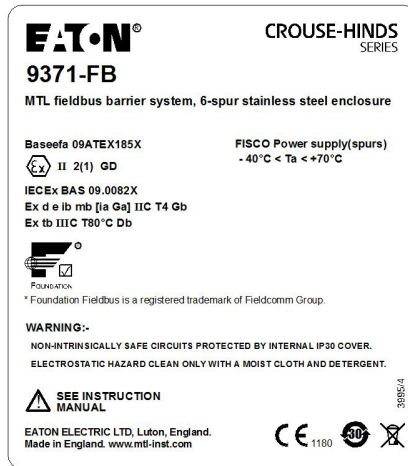 EATON®
CROUSE-HINDS
SERIES
9371-FB
MTL fieldbus barrier system, 6-spur stainless steel enclosure
Baseefa 09ATEX185X
FISCO Power supply(spurs)
Ex II 2(1) GD
- 40°C < Ta < +70°C
IECEx BAS 09.0082X
Ex d e ib mb [ia Ga] IIC T4 Gb
Ex tb IIIC T80°C Db
F
FOUNDATION
* Foundation Fieldbus is a registered trademark of Fieldcomm Group.
WARNING:-
NON-INTRINSICALLY SAFE CIRCUITS PROTECTED BY INTERNAL IP30 COVER.
ELECTROSTATIC HAZARD CLEAN ONLY WITH A MOIST CLOTH AND DETERGENT.
SEE INSTRUCTION
MANUAL
3995/4
EATON ELECTRIC LTD, Luton, England.
Made in England. www.mtl-inst.com
CE 1180
30